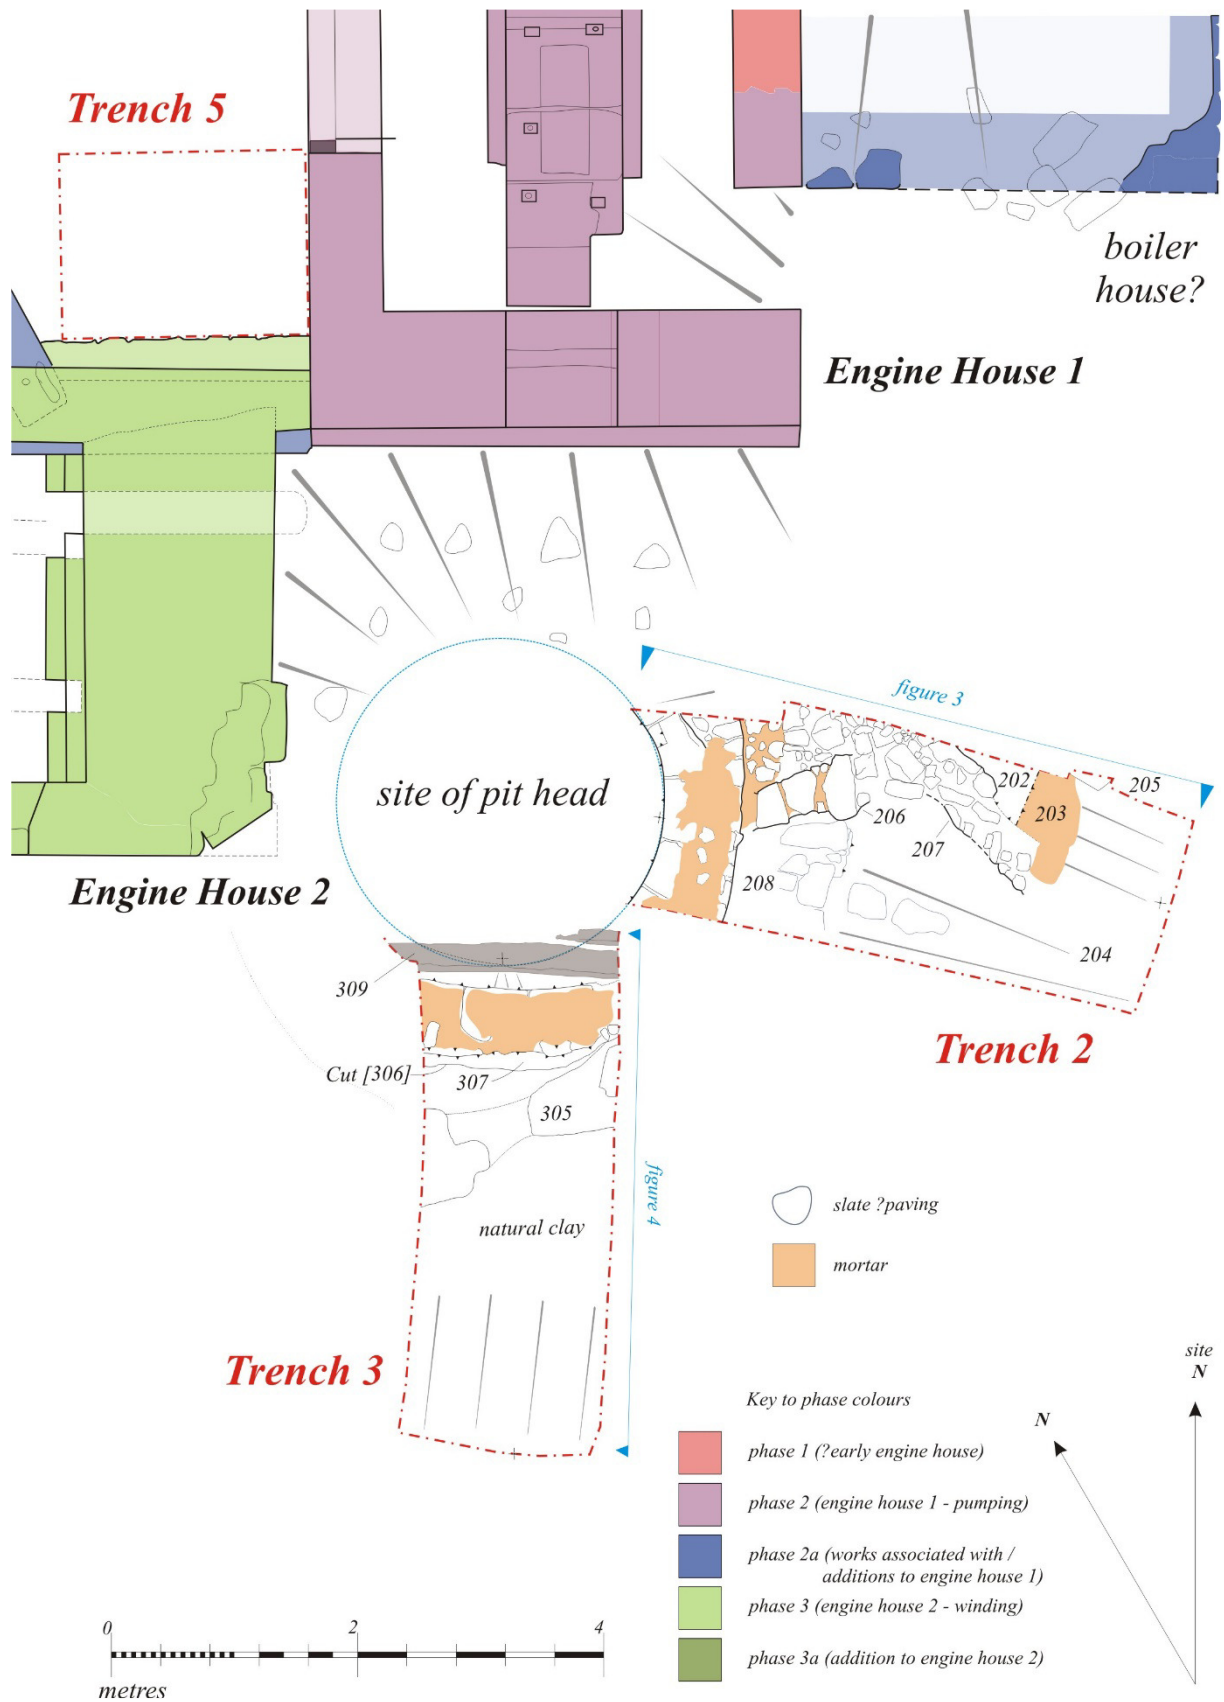 Trench 5
boiler
house?
Engine House 1
figure 3
site of pit head
202
205
203
206
207
Engine House 2
208
204
309
Trench 2
Cut [306]
307
305
figure 4
slate ?paving
natural clay
mortar
Trench 3
site
N
N
Key to phase colours
phase 1 (?early engine house)
phase 2 (engine house 1 - pumping)
phase 2a (works associated with /
additions to engine house 1)
phase 3 (engine house 2 - winding)
phase 3a (addition to engine house 2)
0 2 4
metres